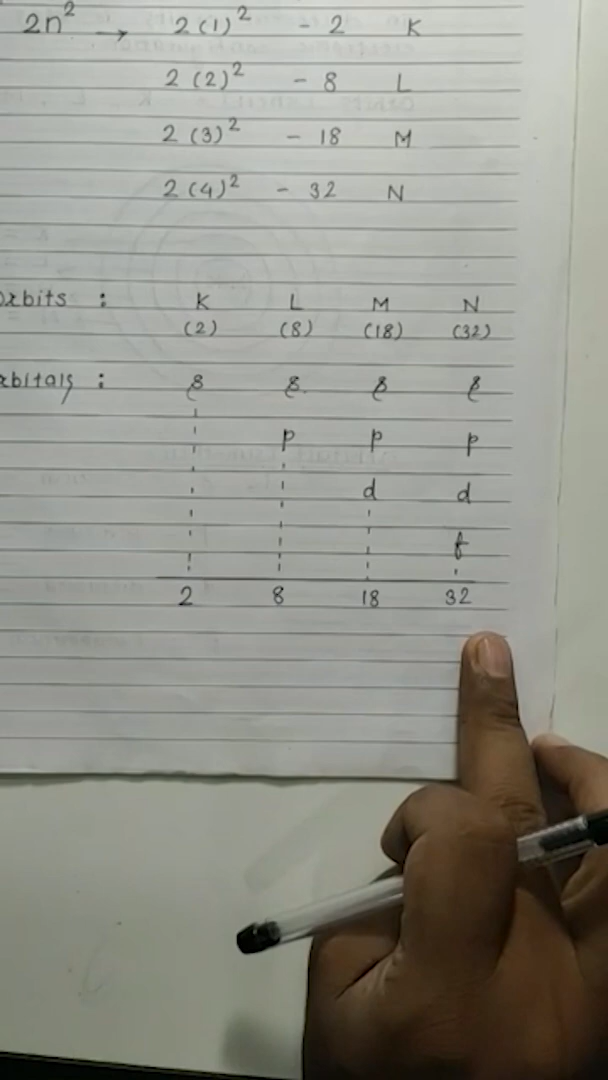 2n² → 2(1)² - 2 K
2(2)² - 8 L
2(3)² - 18 M
2(4)² - 32 N
Orbits : K L M N
(2) (8) (18) (32)
rbitals : s s s s
p p p
d d
f
2 8 18 32